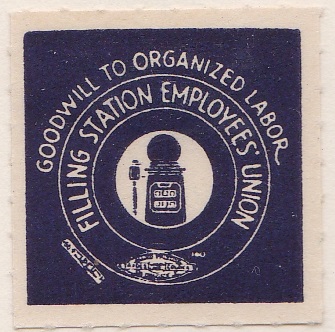 GOODWILL TO ORGANIZED LABOR
FILLING STATION EMPLOYEES' UNION